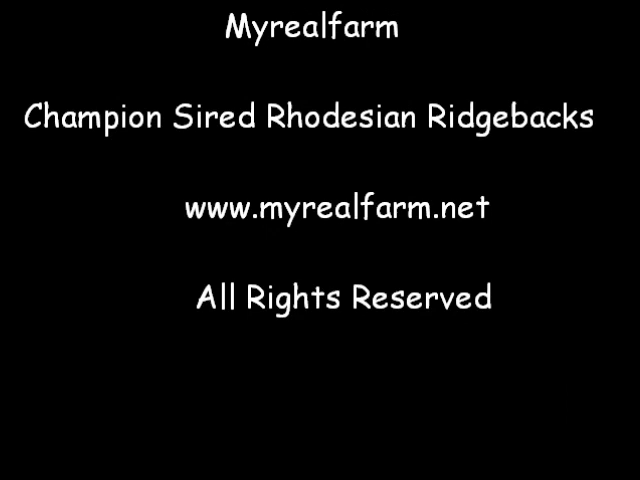 Myrealfarm
Champion Sired Rhodesian Ridgebacks
www.myrealfarm.net
All Rights Reserved